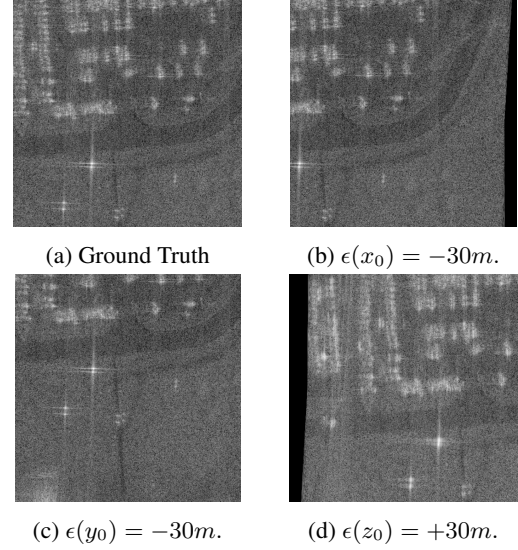 (a) Ground Truth
(b) ϵ(x₀) = −30m.
(c) ϵ(y₀) = −30m.
(d) ϵ(z₀) = +30m.